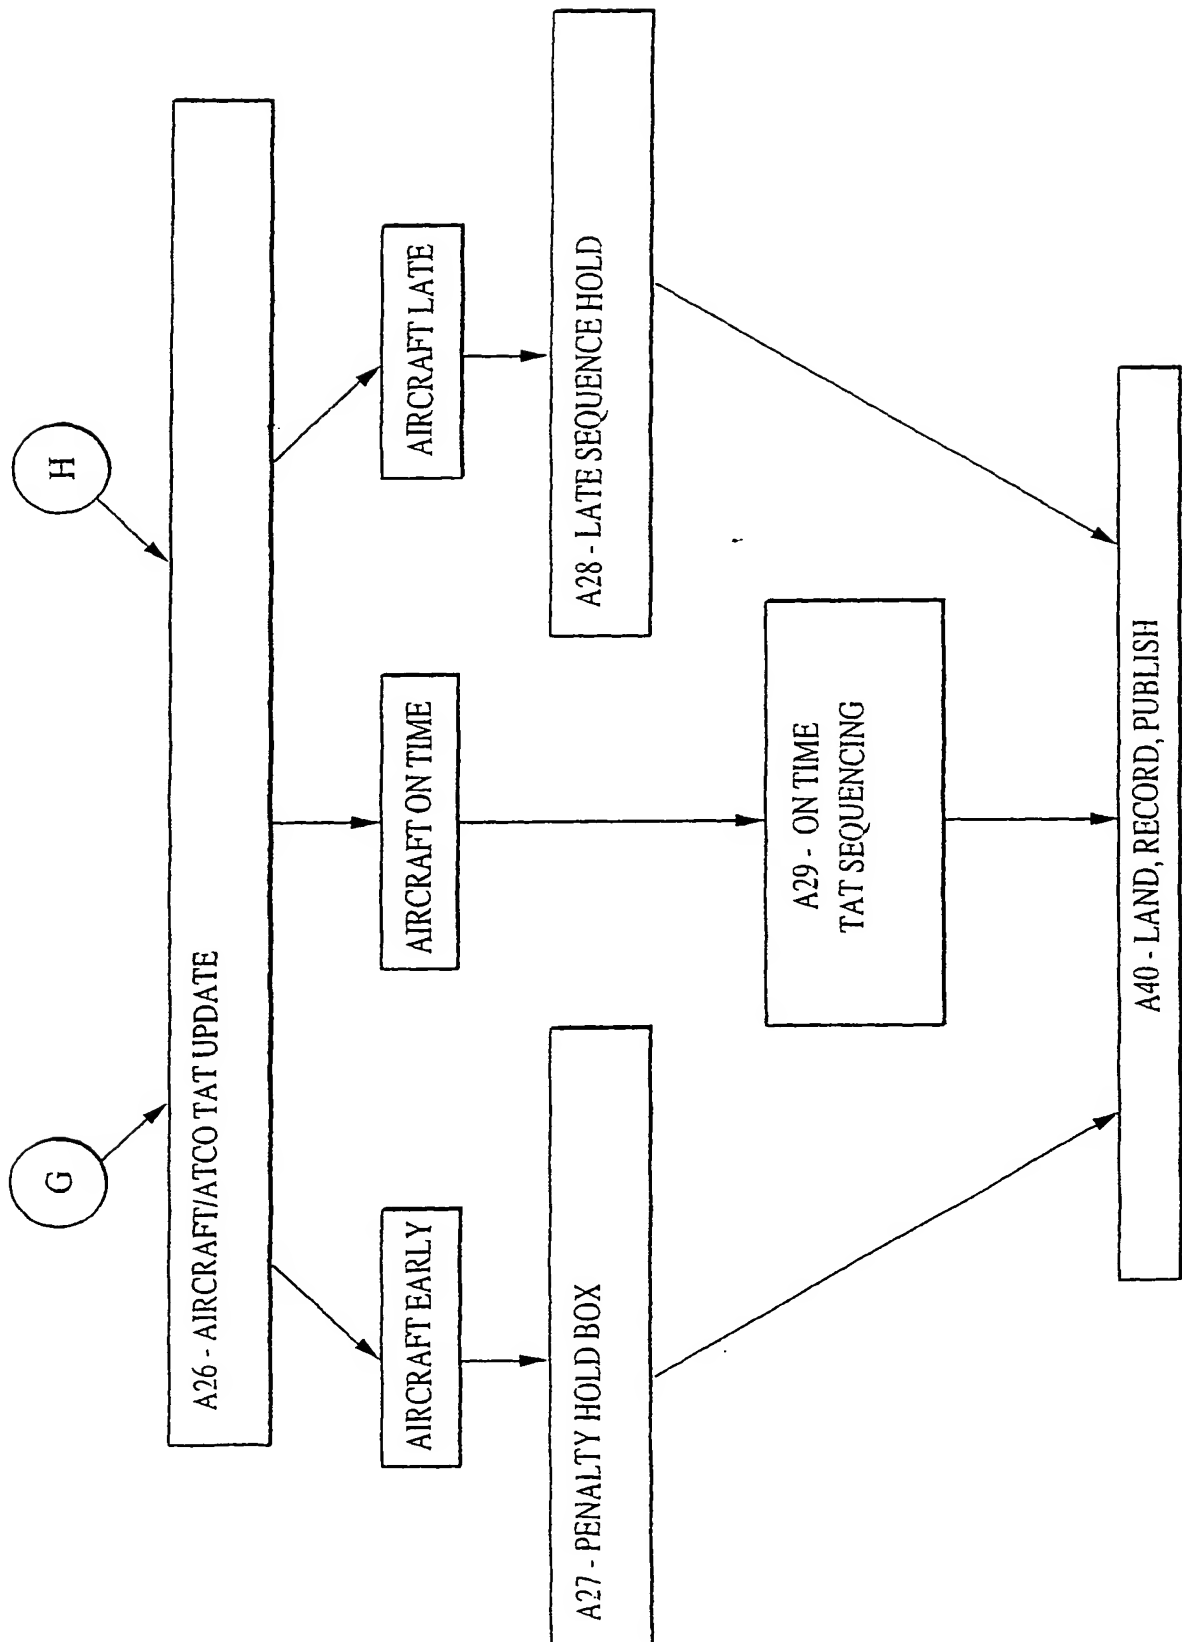 G
H
A26 - AIRCRAFT/ATCO TAT UPDATE
AIRCRAFT EARLY
AIRCRAFT ON TIME
AIRCRAFT LATE
A27 - PENALTY HOLD BOX
A28 - LATE SEQUENCE HOLD
A29 - ON TIME
TAT SEQUENCING
A40 - LAND, RECORD, PUBLISH